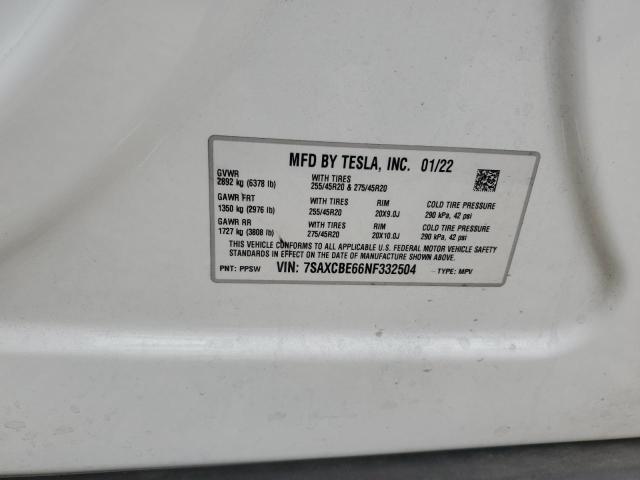 MFD BY TESLA, INC. 01/22
GVWR WITH TIRES
2892 kg (6378 lb) 255/45R20 & 275/45R20
GAWR FRT WITH TIRES RIM COLD TIRE PRESSURE
1350 kg (2976 lb) 255/45R20 20X9.0J 290 kPa, 42 psi
GAWR RR WITH TIRES RIM COLD TIRE PRESSURE
1727 kg (3808 lb) 275/45R20 20X10.0J 290 kPa, 42 psi
THIS VEHICLE CONFORMS TO ALL APPLICABLE U.S. FEDERAL MOTOR VEHICLE SAFETY
STANDARDS IN EFFECT ON THE DATE OF MANUFACTURE SHOWN ABOVE.
PNT: PPSW VIN: 7SAXCBE66NF332504 TYPE: MPV